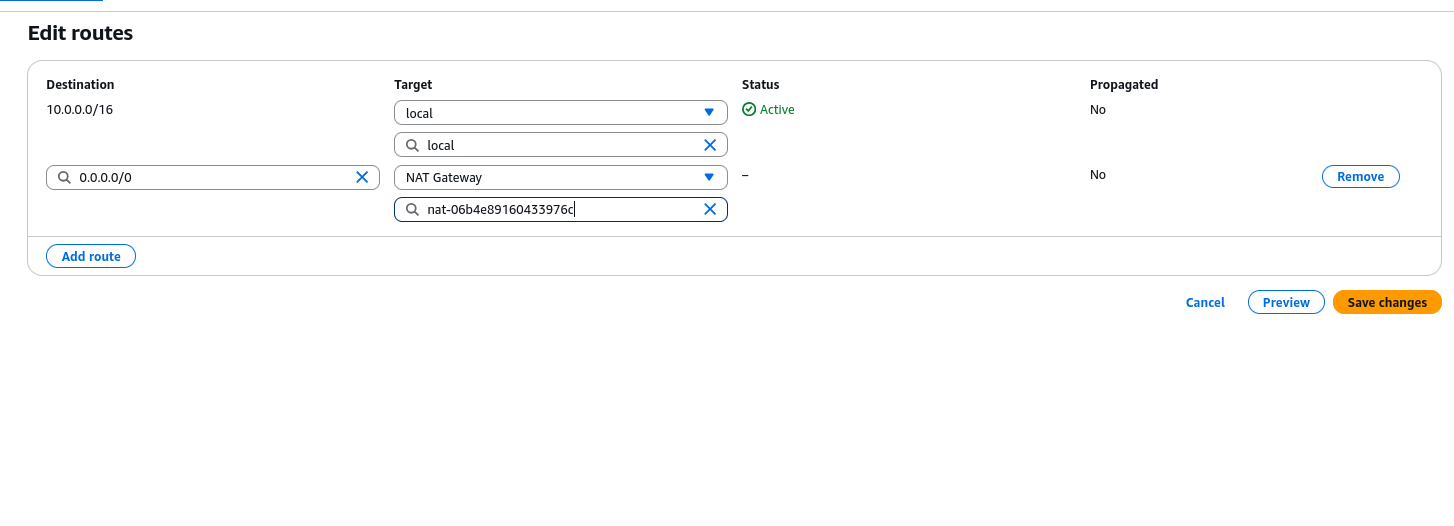 Edit routes
Destination Target Status Propagated
10.0.0.0/16 local Active No
local
0.0.0.0/0 NAT Gateway – No Remove
nat-06b4e89160433976c
Add route
Cancel Preview Save changes